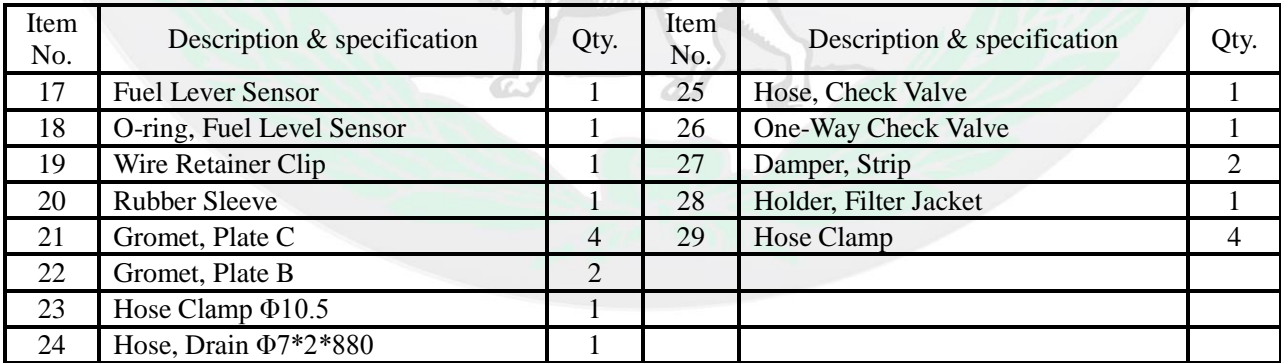 Item No. Description & specification Qty. Item No. Description & specification Qty.
17 Fuel Lever Sensor 1 25 Hose, Check Valve 1
18 O-ring, Fuel Level Sensor 1 26 One-Way Check Valve 1
19 Wire Retainer Clip 1 27 Damper, Strip 2
20 Rubber Sleeve 1 28 Holder, Filter Jacket 1
21 Gromet, Plate C 4 29 Hose Clamp 4
22 Gromet, Plate B 2
23 Hose Clamp Φ10.5 1
24 Hose, Drain Φ7*2*880 1